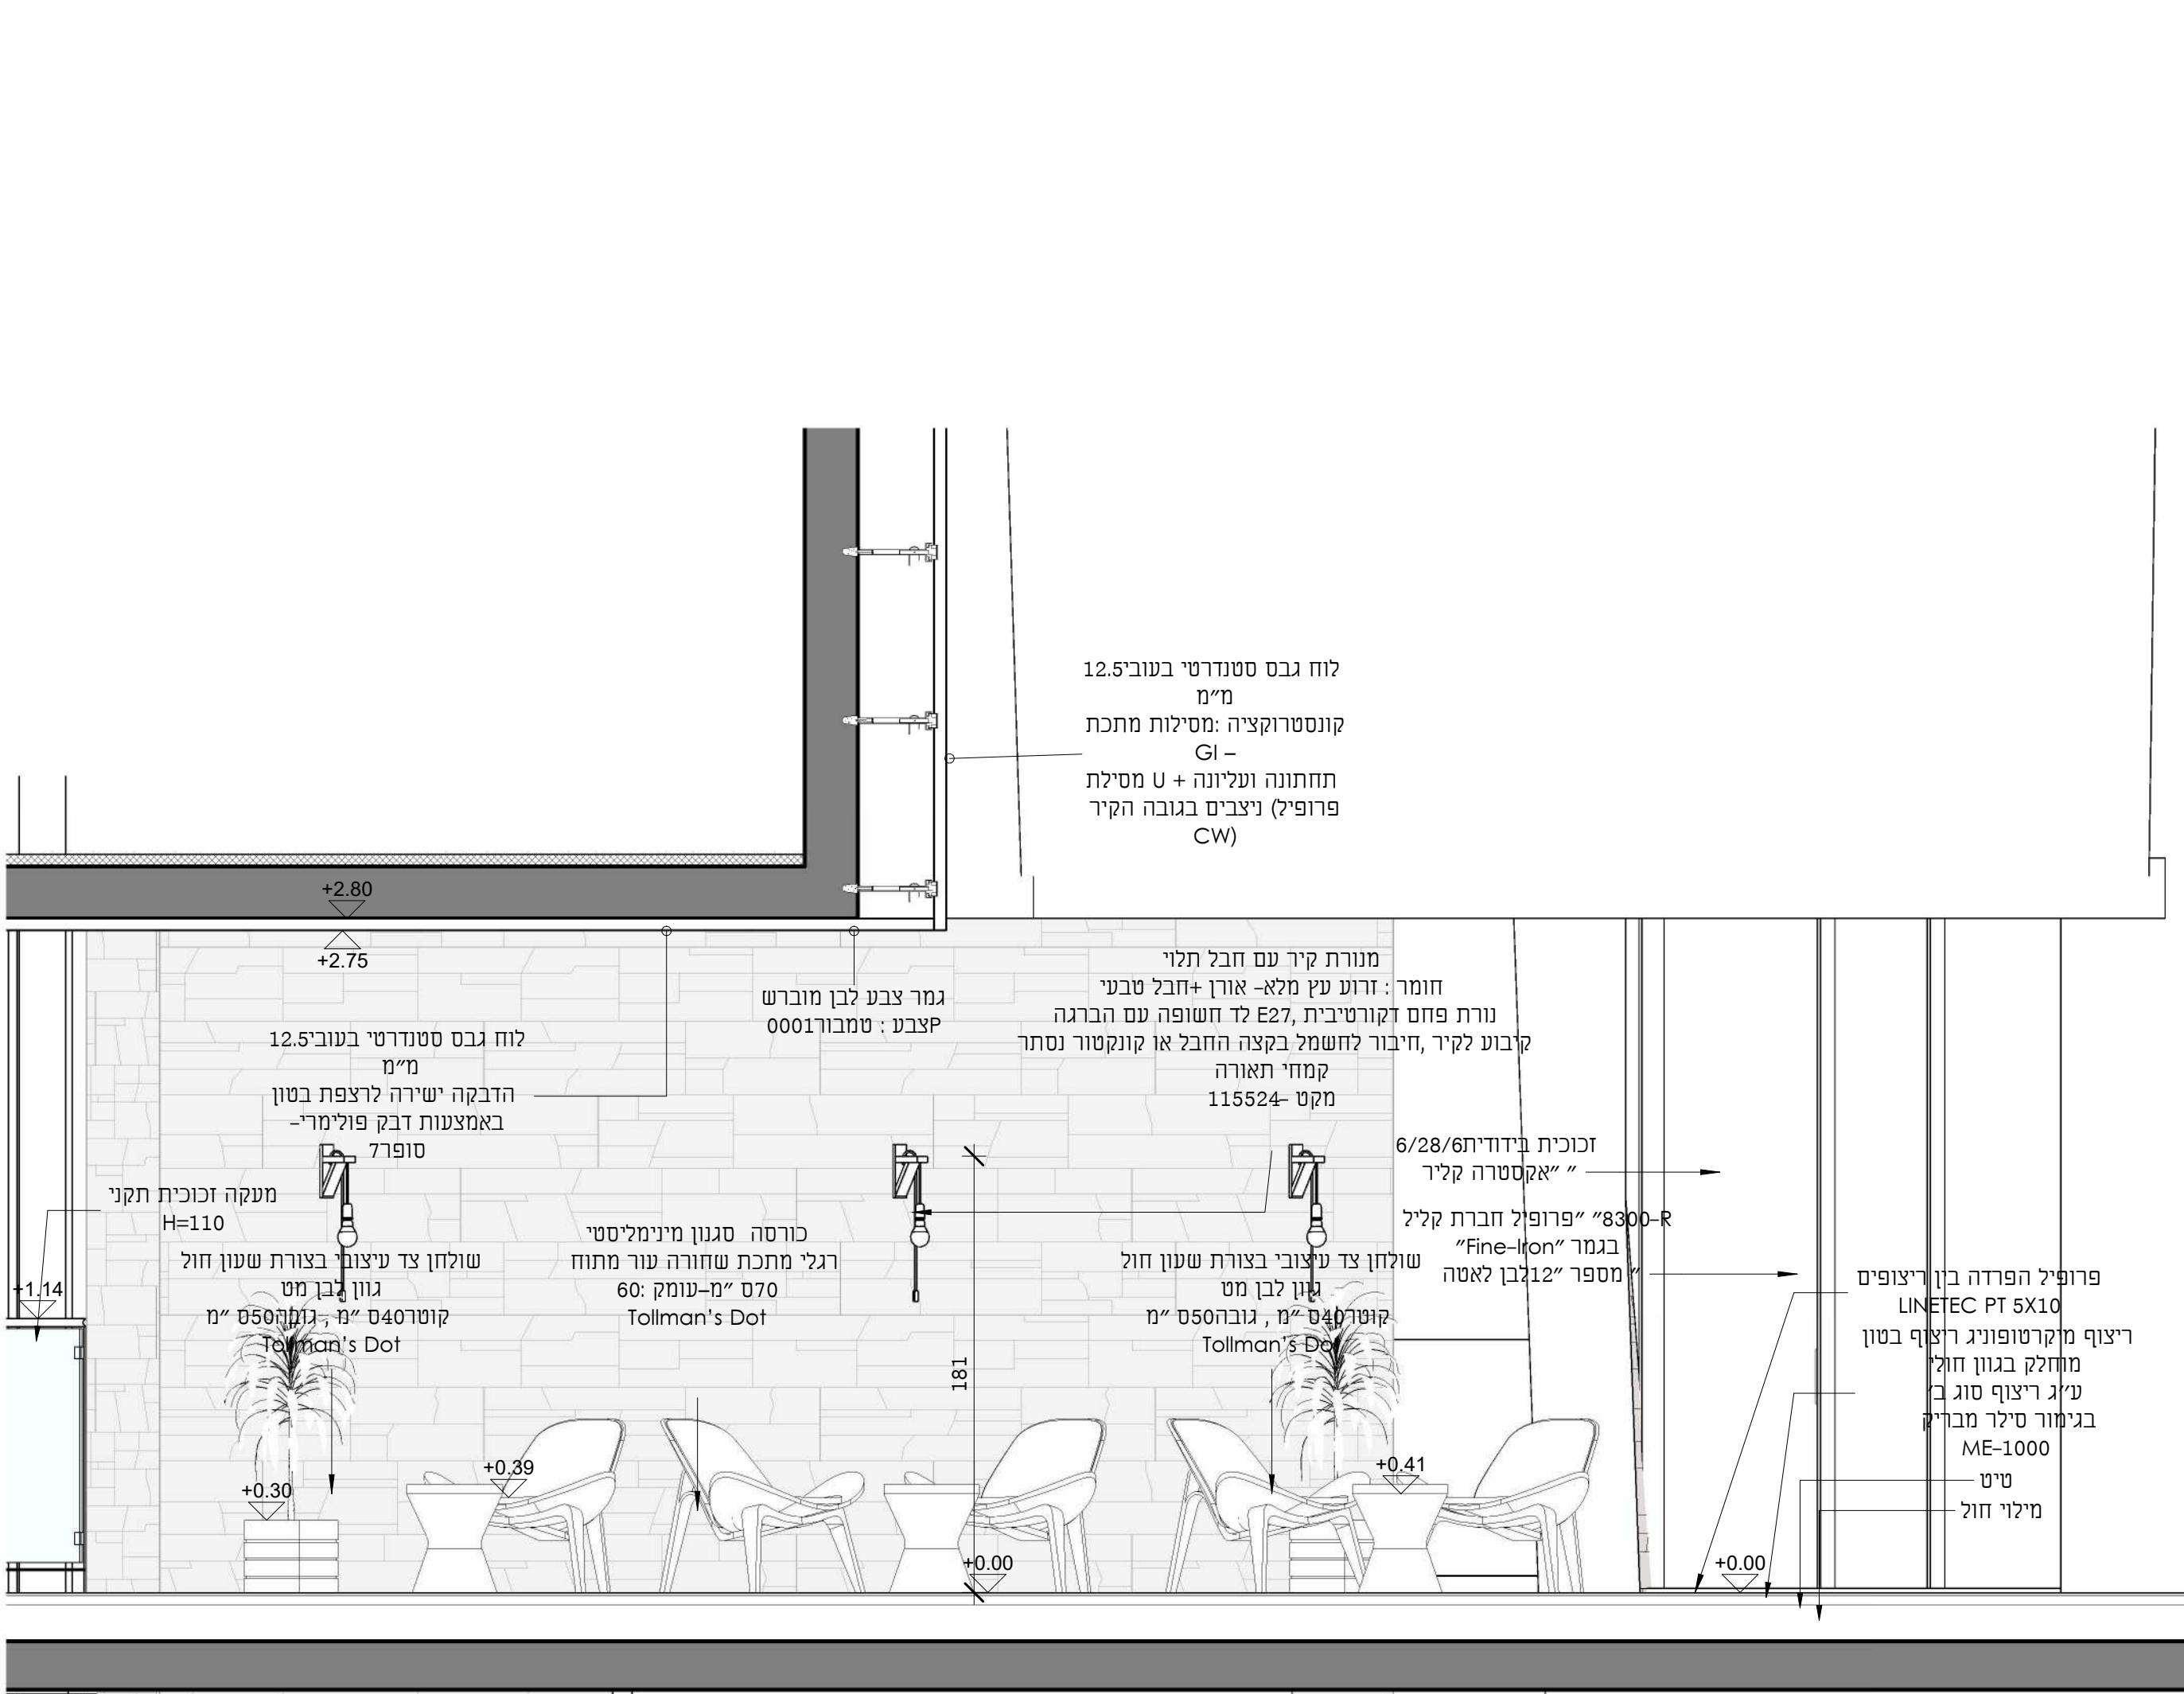 לוח גבס סטנדרטי בעובי12.5
מ״מ
קונסטרוקציה :מסילות מתכת
GI –
תחתונה ועליונה + U מסילת
פרופיל) ניצבים בגובה הקיר
CW)
+2.80
+2.75
מנורת קיר עם חבל תלוי
חומר : זרוע עץ מלא- אורן +חבל טבעי
נורת פחם דקורטיבית ,E27 לד חשופה עם הברגה
קיבוע לקיר ,חיבור לחשמל בקצה החבל או קונקטור נסתר
קמחי תאורה
מקט -115524
גמר צבע לבן מוברש
צבע : טמבור0001P
לוח גבס סטנדרטי בעובי12.5
מ״מ
הדבקה ישירה לרצפת בטון
באמצעות דבק פולימרי-
סופר7
זכוכית בידודית6/28/6
״ ״אקסטרה קליר
8300-R״ ״פרופיל חברת קליל
בגמר ״Fine-Iron״
״ מספר ״12לבן לאטה
מעקה זכוכית תקני
H=110
שולחן צד עיצובי בצורת שעון חול
גוון לבן מט
קוטר40ס ״מ , גובה50ס ״מ
Tollman's Dot
כורסה סגנון מינימליסטי
רגלי מתכת שחורה עור מתוח
70ס ״מ–עומק :60
Tollman's Dot
שולחן צד עיצובי בצורת שעון חול
גוון לבן מט
קוטר40ס ״מ , גובה50ס ״מ
Tollman's Dot
+1.14
פרופיל הפרדה בין ריצופים
LINETEC PT 5X10
ריצוף מיקרטופוניג ריצוף בטון
מוחלק בגוון חולי
ע״ג ריצוף סוג ב׳
בגימור סילר מבריק
ME-1000
טיט
מילוי חול
181
+0.30
+0.39
+0.41
+0.00
+0.00